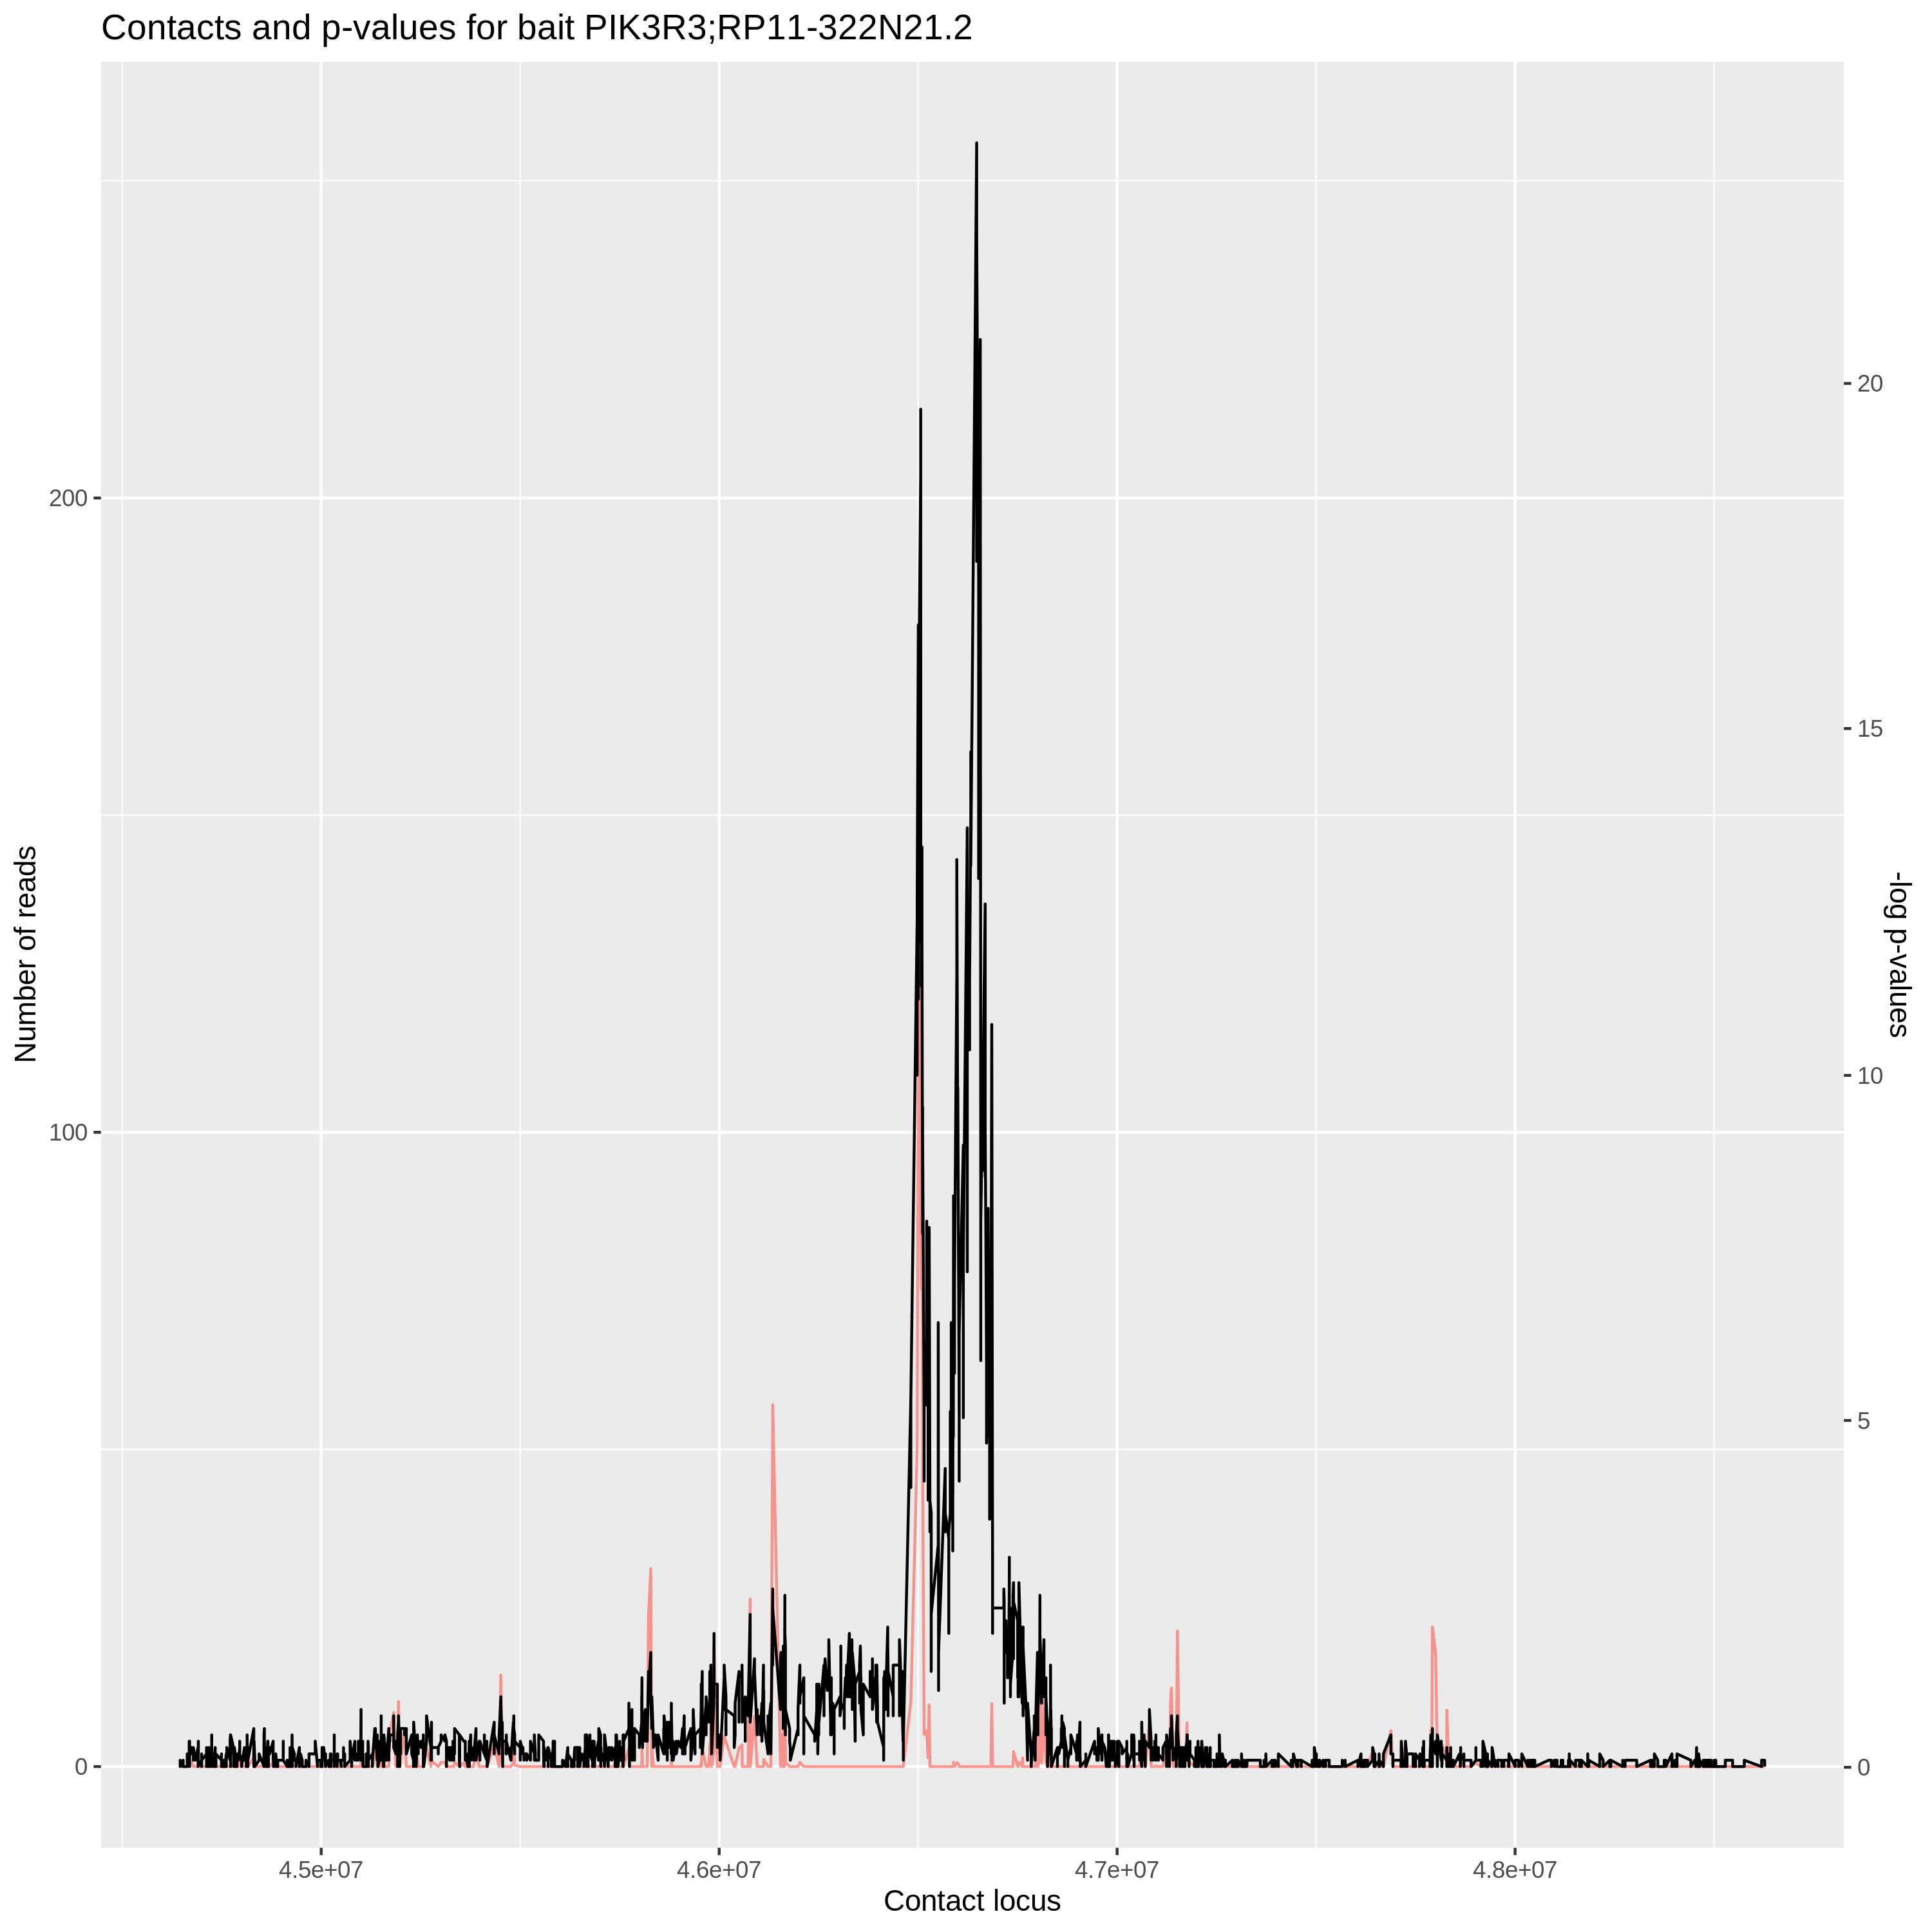 Contacts and p-values for bait PIK3R3;RP11-322N21.2
Number of reads
200
100
0
20
15
10
5
0
-log p-values
4.5e+07
4.6e+07
4.7e+07
4.8e+07
Contact locus